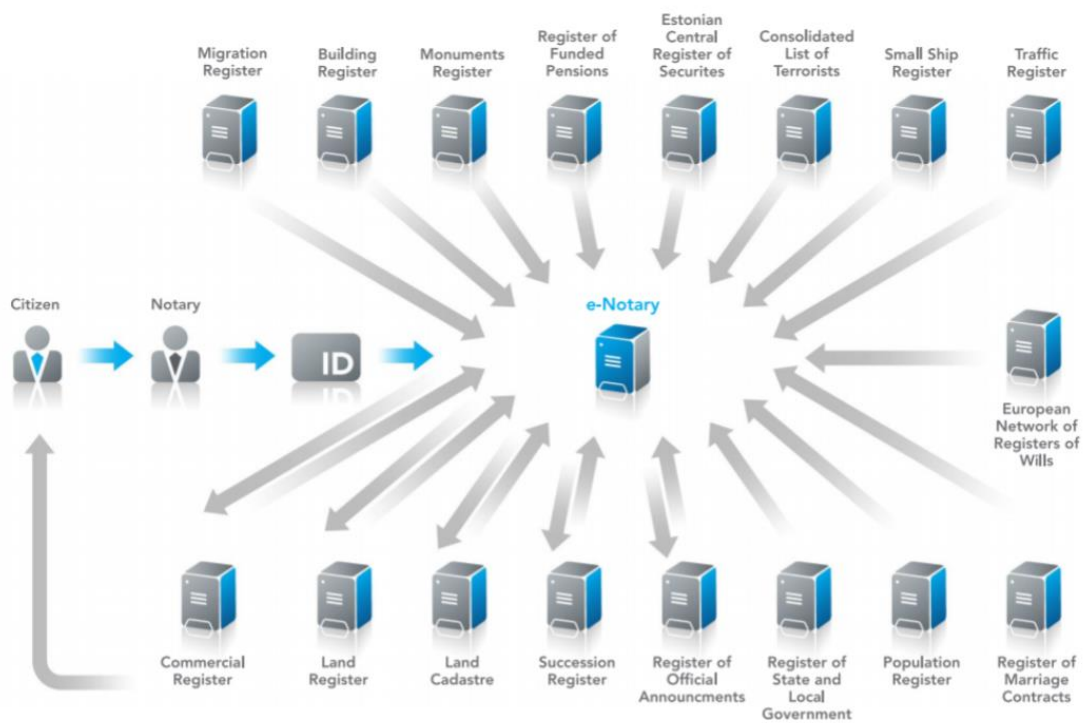 Migration
Register
Building
Register
Monuments
Register
Register of
Funded
Pensions
Estonian
Central
Register of
Securites
Consolidated
List of
Terrorists
Small Ship
Register
Traffic
Register
Citizen
Notary
ID
e-Notary
European
Network of
Registers of
Wills
Commercial
Register
Land
Register
Land
Cadastre
Succession
Register
Register of
Official
Announcments
Register of
State and
Local
Government
Population
Register
Register of
Marriage
Contracts